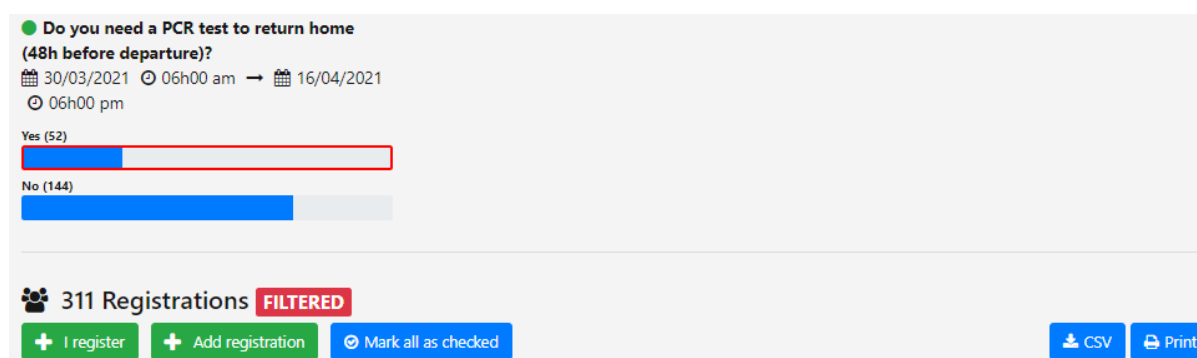 Do you need a PCR test to return home
(48h before departure)?
30/03/2021 06h00 am → 16/04/2021
06h00 pm
Yes (52)
No (144)
311 Registrations FILTERED
I register Add registration Mark all as checked CSV Print